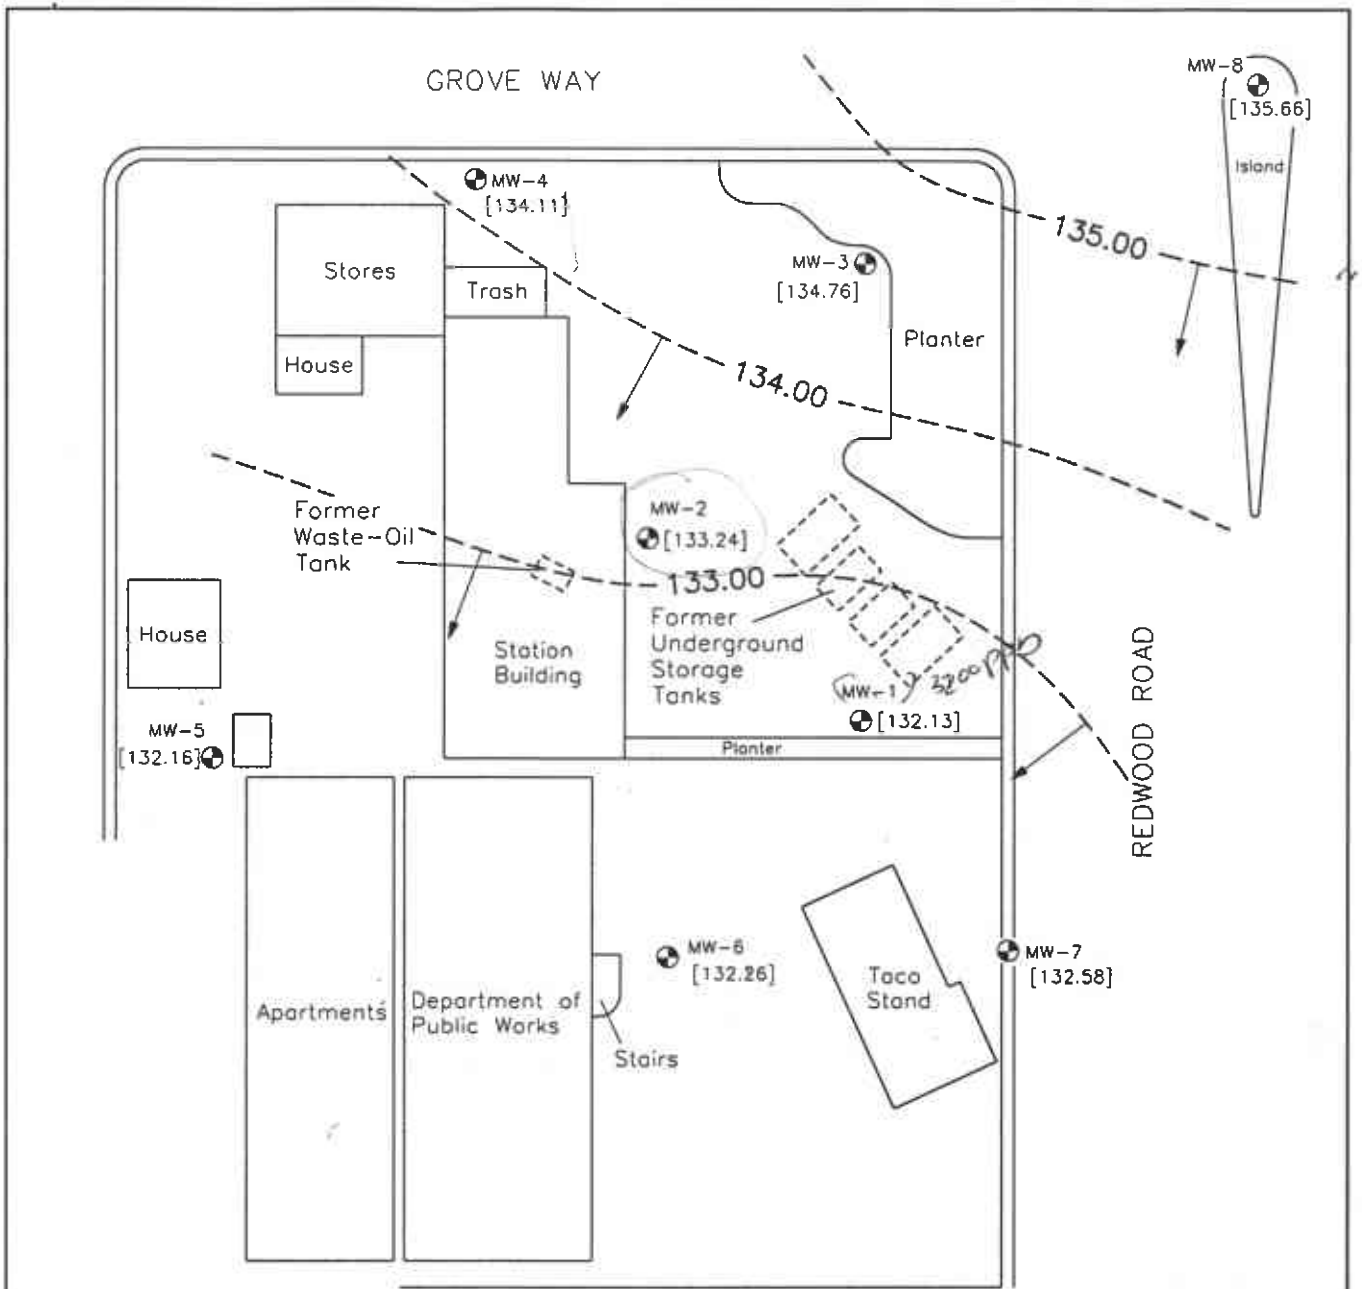 GROVE WAY
MW-8
[135.66]
Island
MW-4
[134.11]
135.00
MW-3
[134.76]
Stores
Trash
Planter
House
134.00
Former
Waste-Oil
Tank
MW-2
[133.24]
133.00
House
Station
Building
Former
Underground
Storage
Tanks
3200 PPB
MW-1
[132.13]
REDWOOD ROAD
MW-5
[132.16]
Planter
MW-6
[132.26]
MW-7
[132.58]
Taco
Stand
Apartments
Department of
Public Works
Stairs